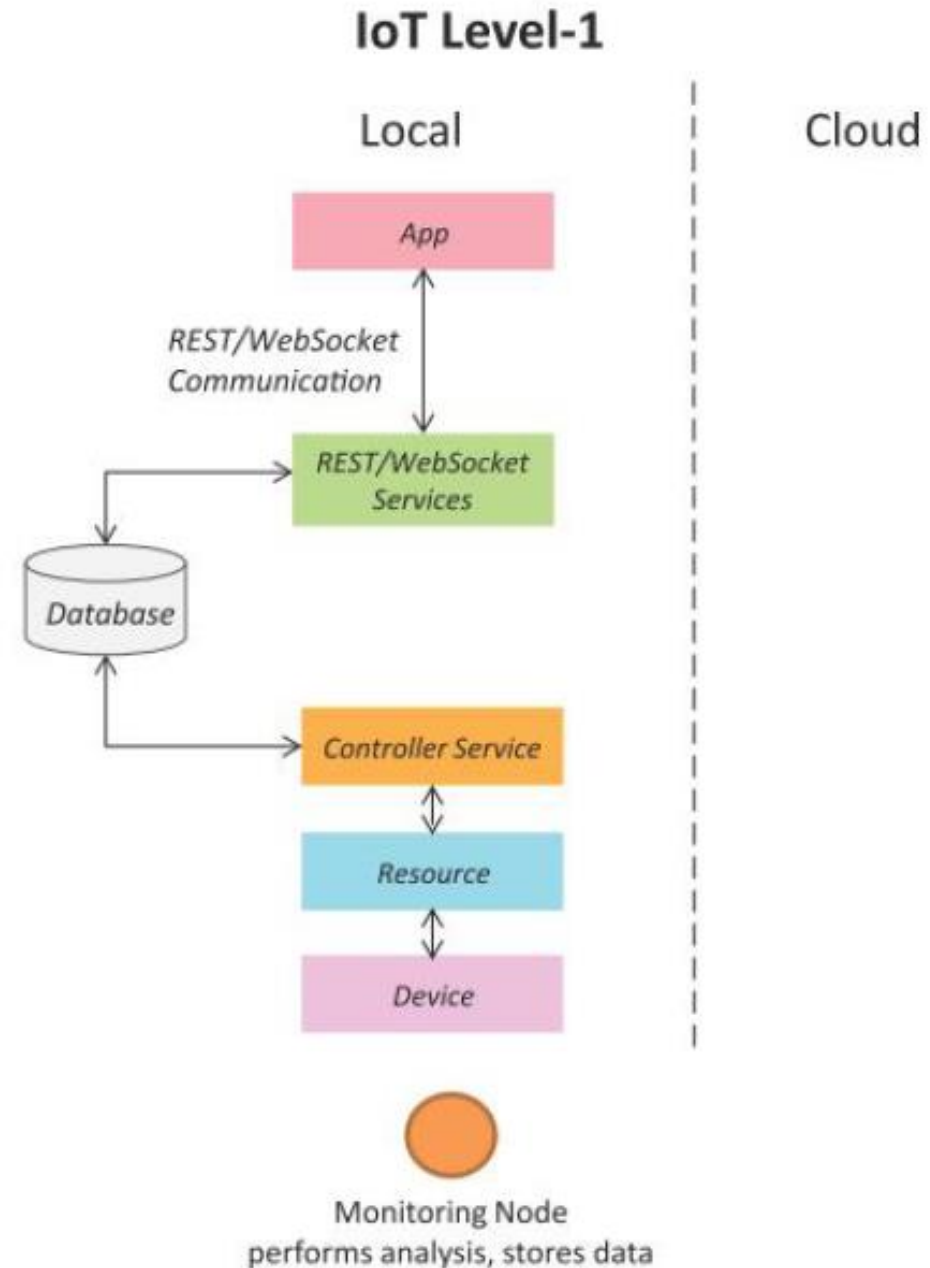 IoT Level-1
Local
Cloud
App
REST/WebSocket
Communication
REST/WebSocket
Services
Database
Controller Service
Resource
Device
Monitoring Node
performs analysis, stores data